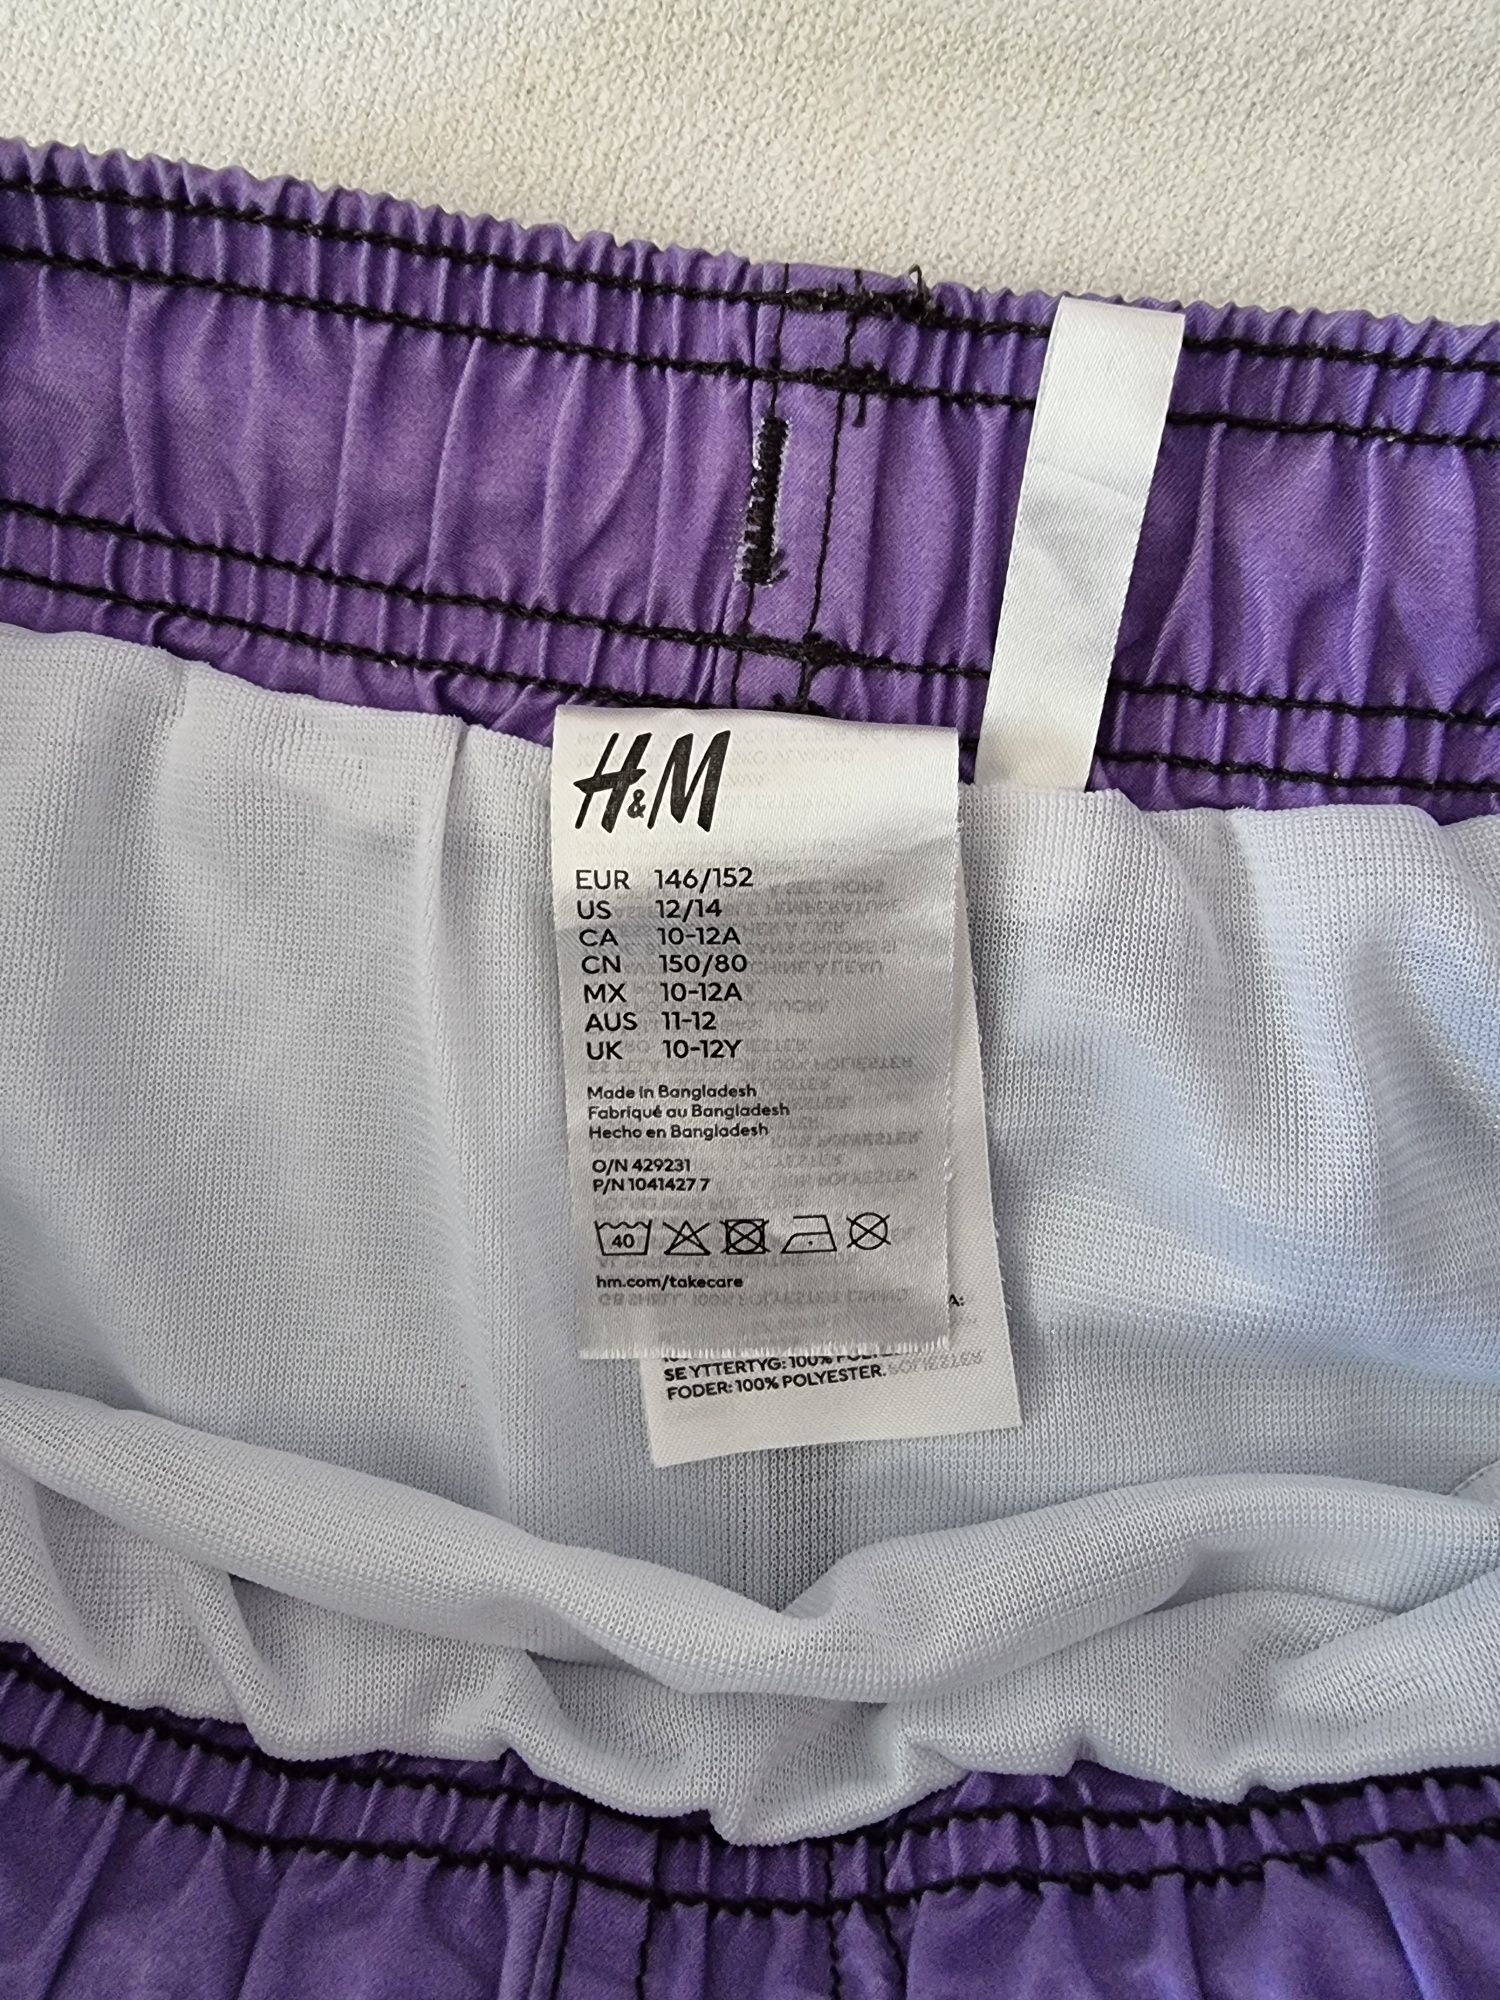 H&M
EUR 146/152
US 12/14
CA 10-12A
CN 150/80
MX 10-12A
AUS 11-12
UK 10-12Y
Made in Bangladesh
Fabriqué au Bangladesh
Hecho en Bangladesh
O/N 429231
P/N 10414277
40
hm.com/takecare
A:
SE YTTERTYG: 100%
FODER: 100% POLYESTER.